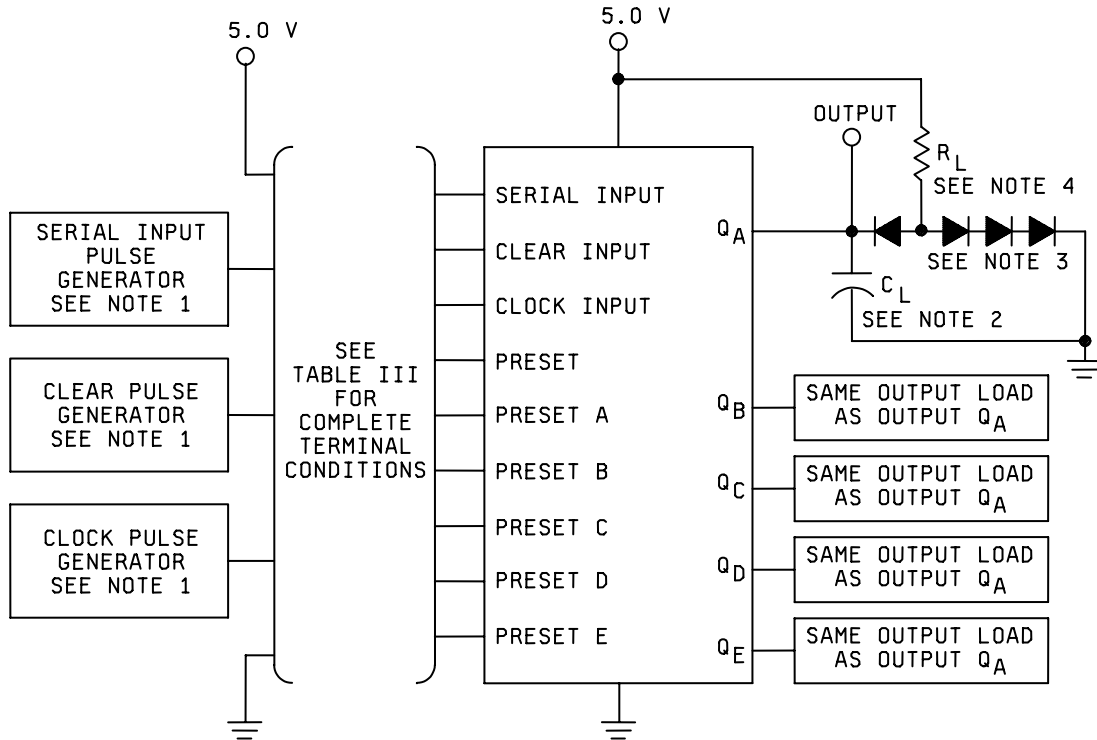 5.0 V
5.0 V
OUTPUT
R L
SEE NOTE 4
SEE NOTE 3
C L
SEE NOTE 2
SERIAL INPUT
PULSE
GENERATOR
SEE NOTE 1
CLEAR PULSE
GENERATOR
SEE NOTE 1
CLOCK PULSE
GENERATOR
SEE NOTE 1
SEE
TABLE III
FOR
COMPLETE
TERMINAL
CONDITIONS
SERIAL INPUT
CLEAR INPUT
CLOCK INPUT
PRESET
PRESET A
PRESET B
PRESET C
PRESET D
PRESET E
Q A
Q B
Q C
Q D
Q E
SAME OUTPUT LOAD
AS OUTPUT Q A
SAME OUTPUT LOAD
AS OUTPUT Q A
SAME OUTPUT LOAD
AS OUTPUT Q A
SAME OUTPUT LOAD
AS OUTPUT Q A